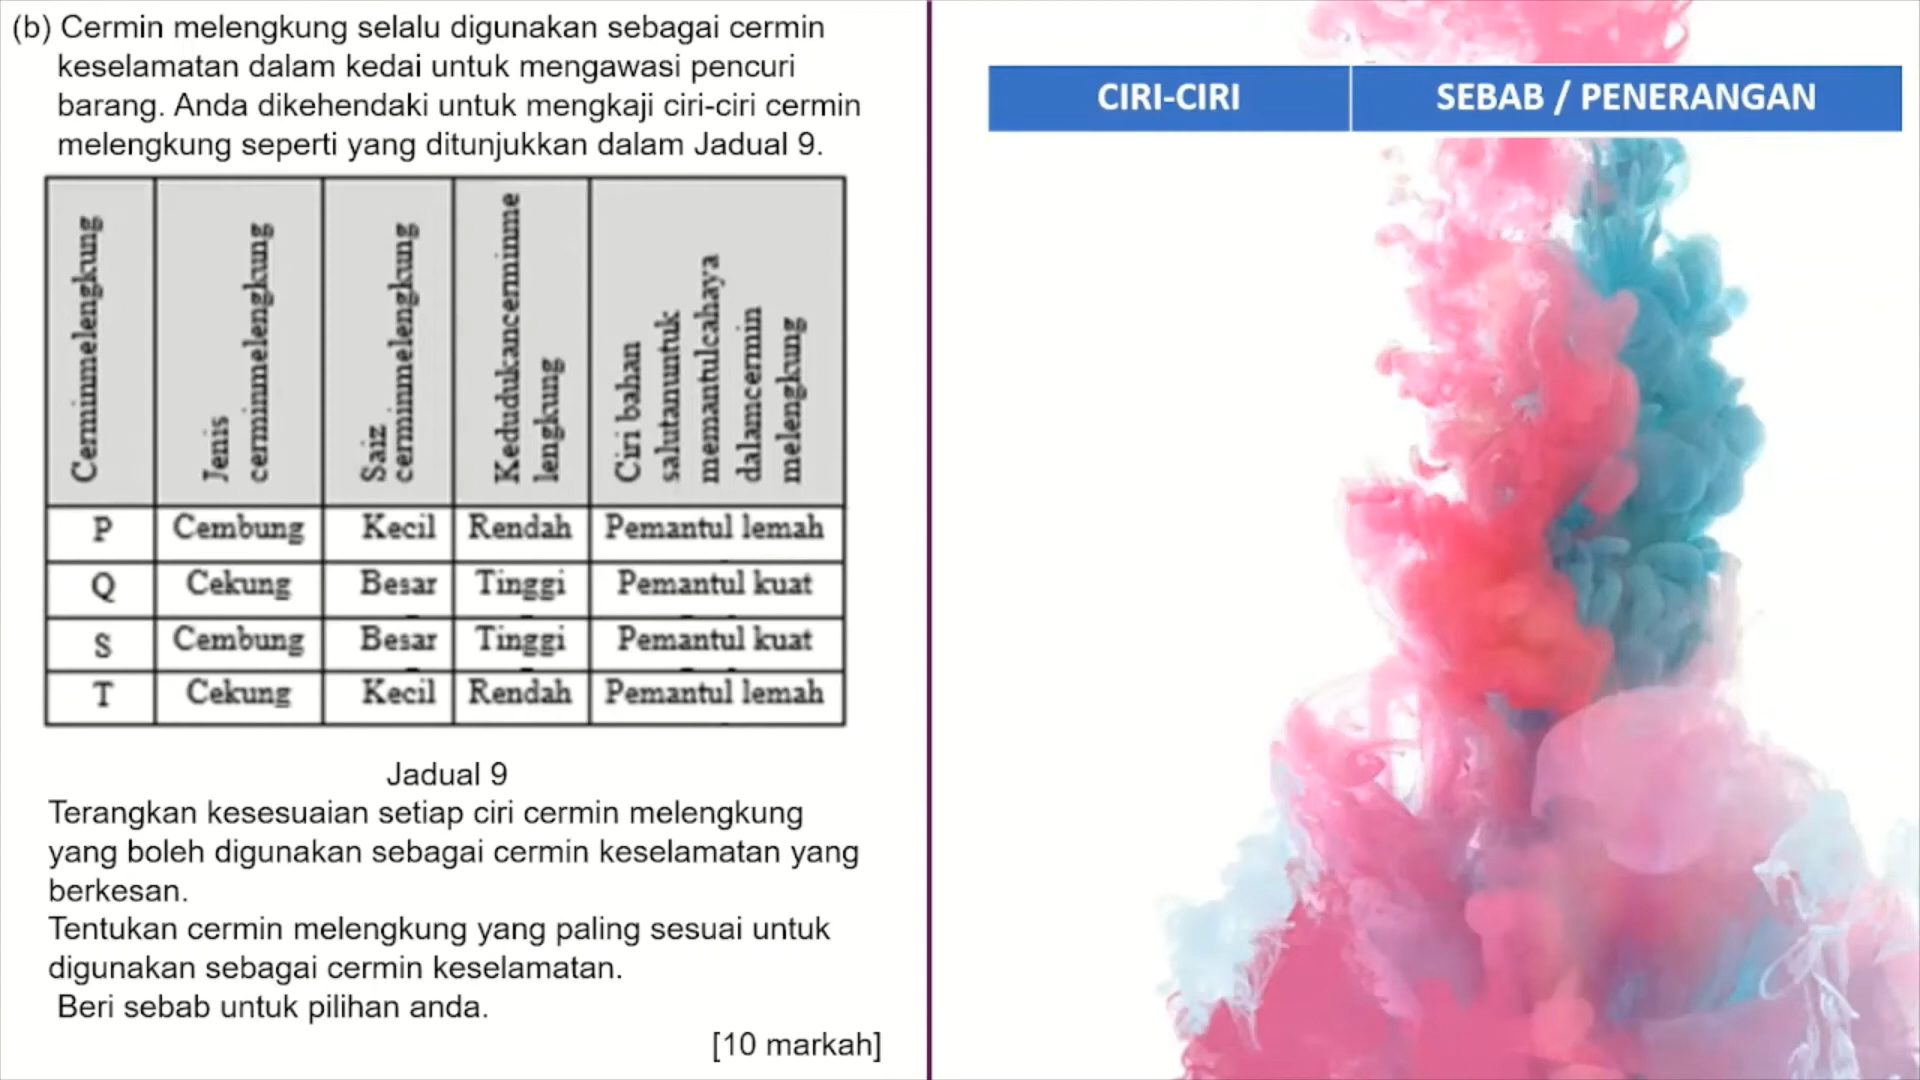 (b) Cermin melengkung selalu digunakan sebagai cermin
keselamatan dalam kedai untuk mengawasi pencuri
barang. Anda dikehendaki untuk mengkaji ciri-ciri cermin
melengkung seperti yang ditunjukkan dalam Jadual 9.
Cerminmelengkung
Jenis
cerminmelengkung
Saiz
cerminmelengkung
Kedudukancerminme
lengkung
Ciri bahan
salutanuntuk
memantulcahaya
dalamcermin
melengkung
P Cembung Kecil Rendah Pemantul lemah
Q Cekung Besar Tinggi Pemantul kuat
S Cembung Besar Tinggi Pemantul kuat
T Cekung Kecil Rendah Pemantul lemah
Jadual 9
Terangkan kesesuaian setiap ciri cermin melengkung
yang boleh digunakan sebagai cermin keselamatan yang
berkesan.
Tentukan cermin melengkung yang paling sesuai untuk
digunakan sebagai cermin keselamatan.
Beri sebab untuk pilihan anda.
[10 markah]
CIRI-CIRI SEBAB / PENERANGAN